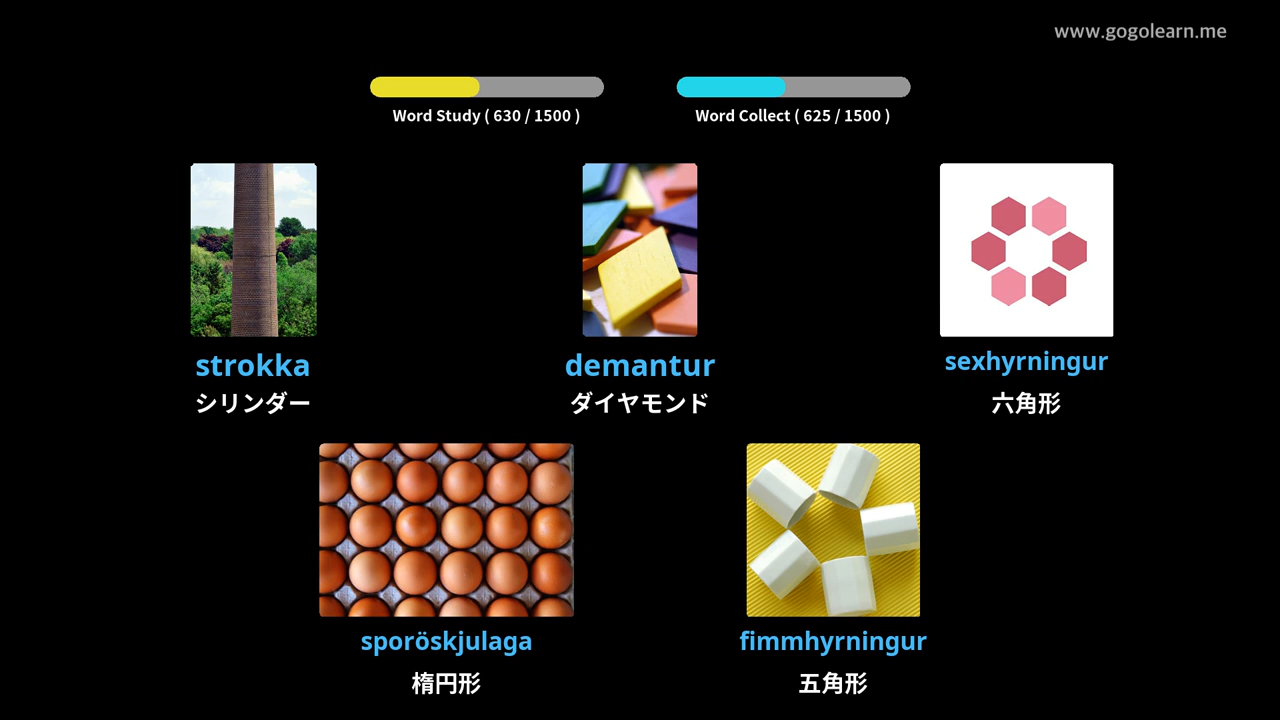 www.gogolearn.me
Word Study ( 630 / 1500 )
Word Collect ( 625 / 1500 )
strokka
シリンダー
demantur
ダイヤモンド
sexhyrningur
六角形
sporöskjulaga
楕円形
fimmhyrningur
五角形